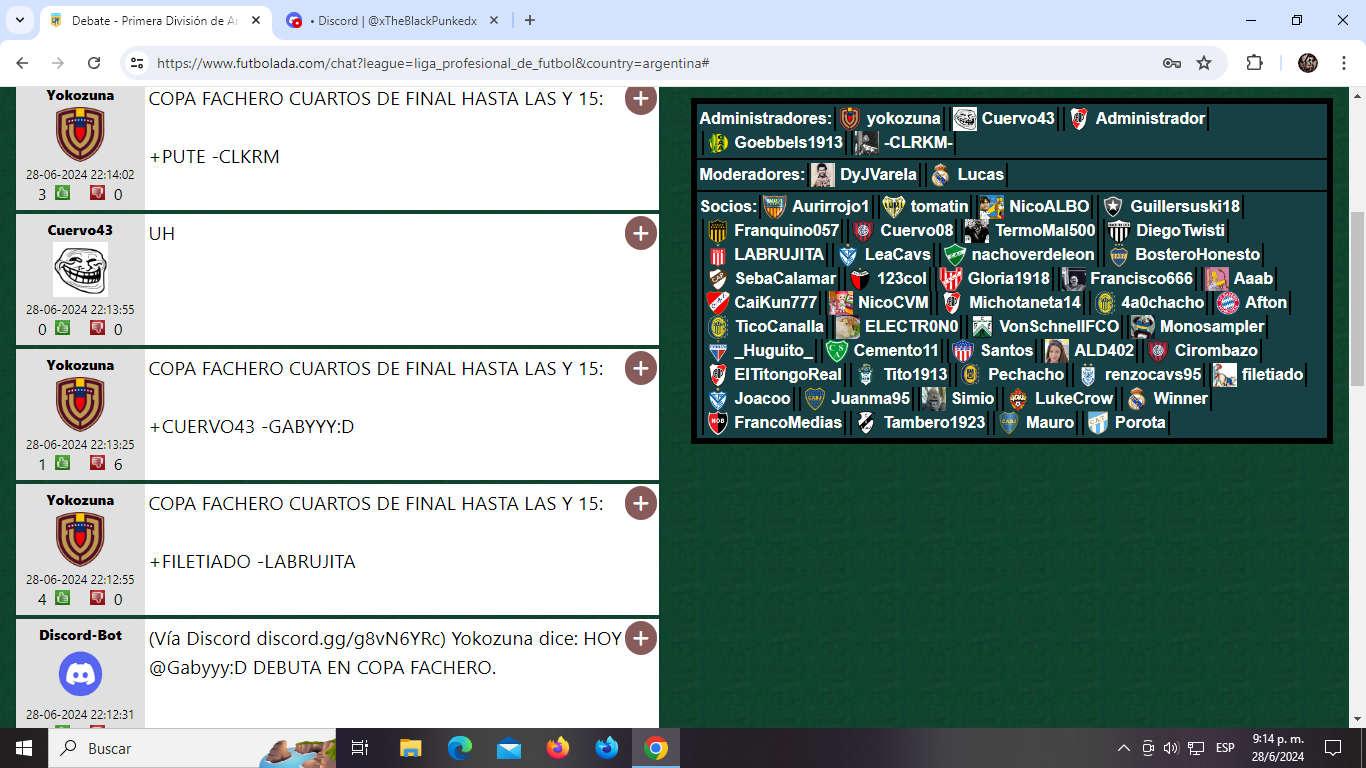 Debate - Primera División de Ar
• Discord | @xTheBlackPunkedx
https://www.futbolada.com/chat?league=liga_profesional_de_futbol&country=argentina#
Yokozuna
28-06-2024 22:14:02
3 0
COPA FACHERO CUARTOS DE FINAL HASTA LAS Y 15:
+PUTE -CLKRM
Cuervo43
28-06-2024 22:13:55
0 0
UH
Yokozuna
28-06-2024 22:13:25
1 6
COPA FACHERO CUARTOS DE FINAL HASTA LAS Y 15:
+CUERVO43 -GABYYY:D
Yokozuna
28-06-2024 22:12:55
4 0
COPA FACHERO CUARTOS DE FINAL HASTA LAS Y 15:
+FILETIADO -LABRUJITA
Discord-Bot
28-06-2024 22:12:31
(Vía Discord discord.gg/g8vN6YRc) Yokozuna dice: HOY
@Gabyyy:D DEBUTA EN COPA FACHERO.
Administradores: yokozuna Cuervo43 Administrador
Goebbels1913 -CLRKM-
Moderadores: DyJVarela Lucas
Socios: Aurirrojo1 tomatin NicoALBO Guillersuski18
Franquino057 Cuervo08 TermoMal500 DiegoTwisti
LABRUJITA LeaCavs nachoverdeleon BosteroHonesto
SebaCalamar 123col Gloria1918 Francisco666 Aaab
CaiKun777 NicoCVM Michotaneta14 4a0chacho Afton
TicoCanalla ELECTR0N0 VonSchnellFCO Monosampler
_Huguito_ Cemento11 Santos ALD402 Cirombazo
ElTitongoReal Tito1913 Pechacho renzocavs95 filetiado
Joacoo Juanma95 Simio LukeCrow Winner
FrancoMedias Tambero1923 Mauro Porota
Buscar
ESP
9:14 p. m.
28/6/2024